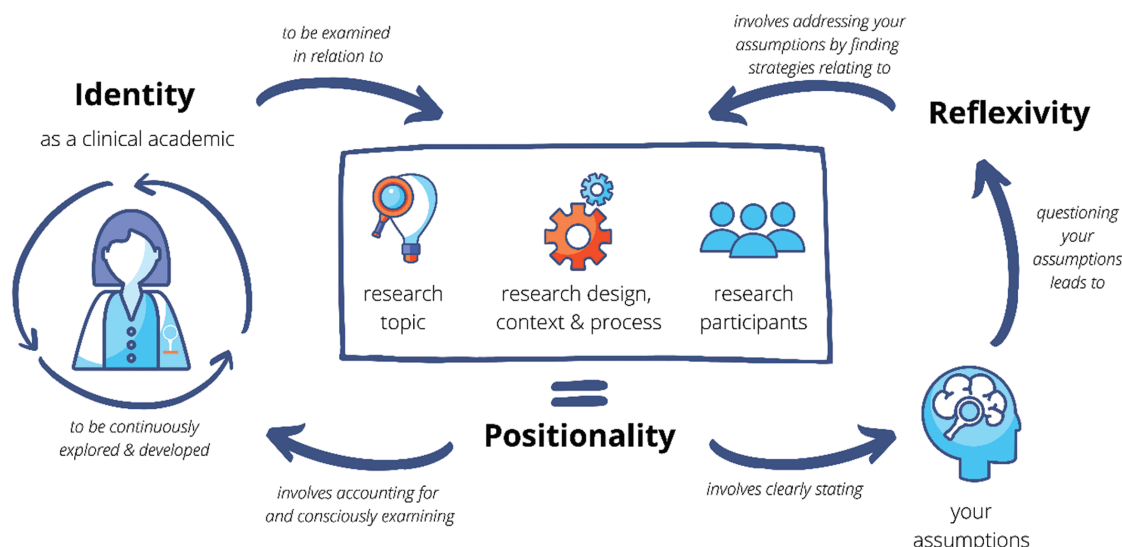 Identity
as a clinical academic
to be continuously
explored & developed
to be examined
in relation to
research
topic
research design,
context & process
research
participants
Positionality
involves accounting for
and consciously examining
involves clearly stating
your
assumptions
questioning
your
assumptions
leads to
Reflexivity
involves addressing your
assumptions by finding
strategies relating to